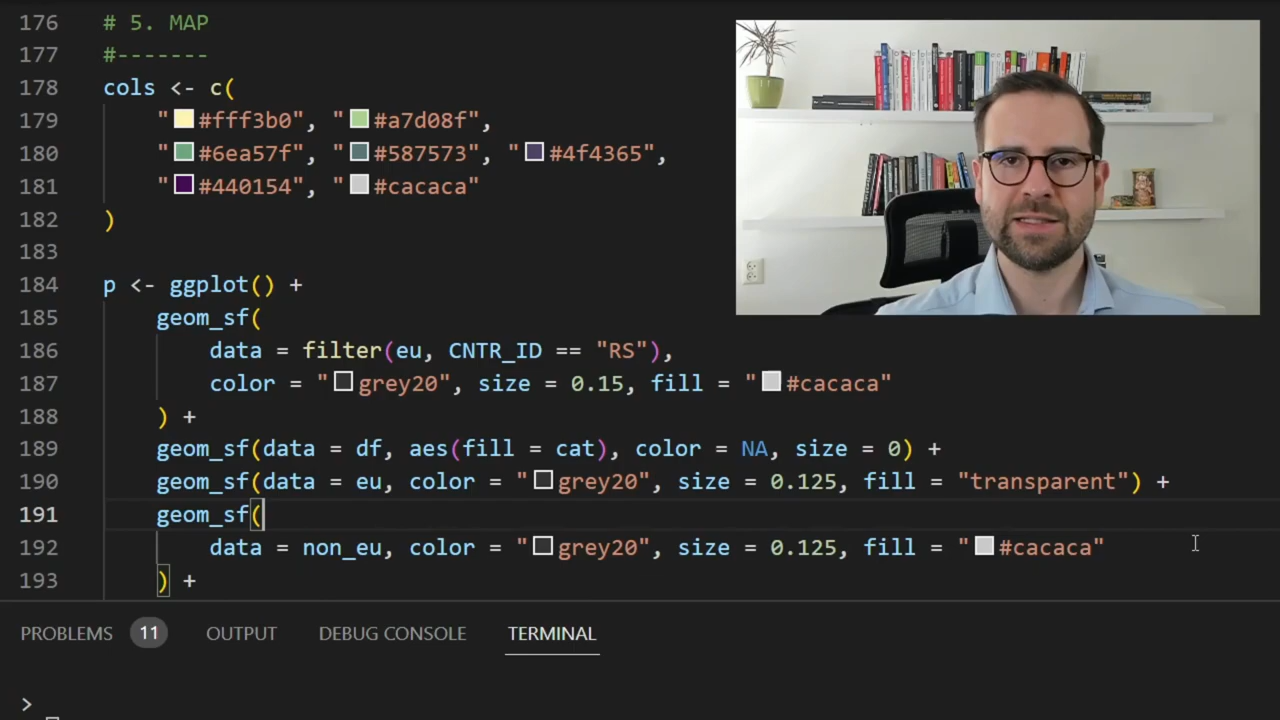 176 # 5. MAP
177 #-------
178 cols <- c(
179 "#fff3b0", "#a7d08f",
180 "#6ea57f", "#587573", "#4f4365",
181 "#440154", "#cacaca"
182 )
183
184 p <- ggplot() +
185 geom_sf(
186 data = filter(eu, CNTR_ID == "RS"),
187 color = "grey20", size = 0.15, fill = "#cacaca"
188 ) +
189 geom_sf(data = df, aes(fill = cat), color = NA, size = 0) +
190 geom_sf(data = eu, color = "grey20", size = 0.125, fill = "transparent") +
191 geom_sf(
192 data = non_eu, color = "grey20", size = 0.125, fill = "#cacaca"
193 ) +
PROBLEMS 11 OUTPUT DEBUG CONSOLE TERMINAL
>